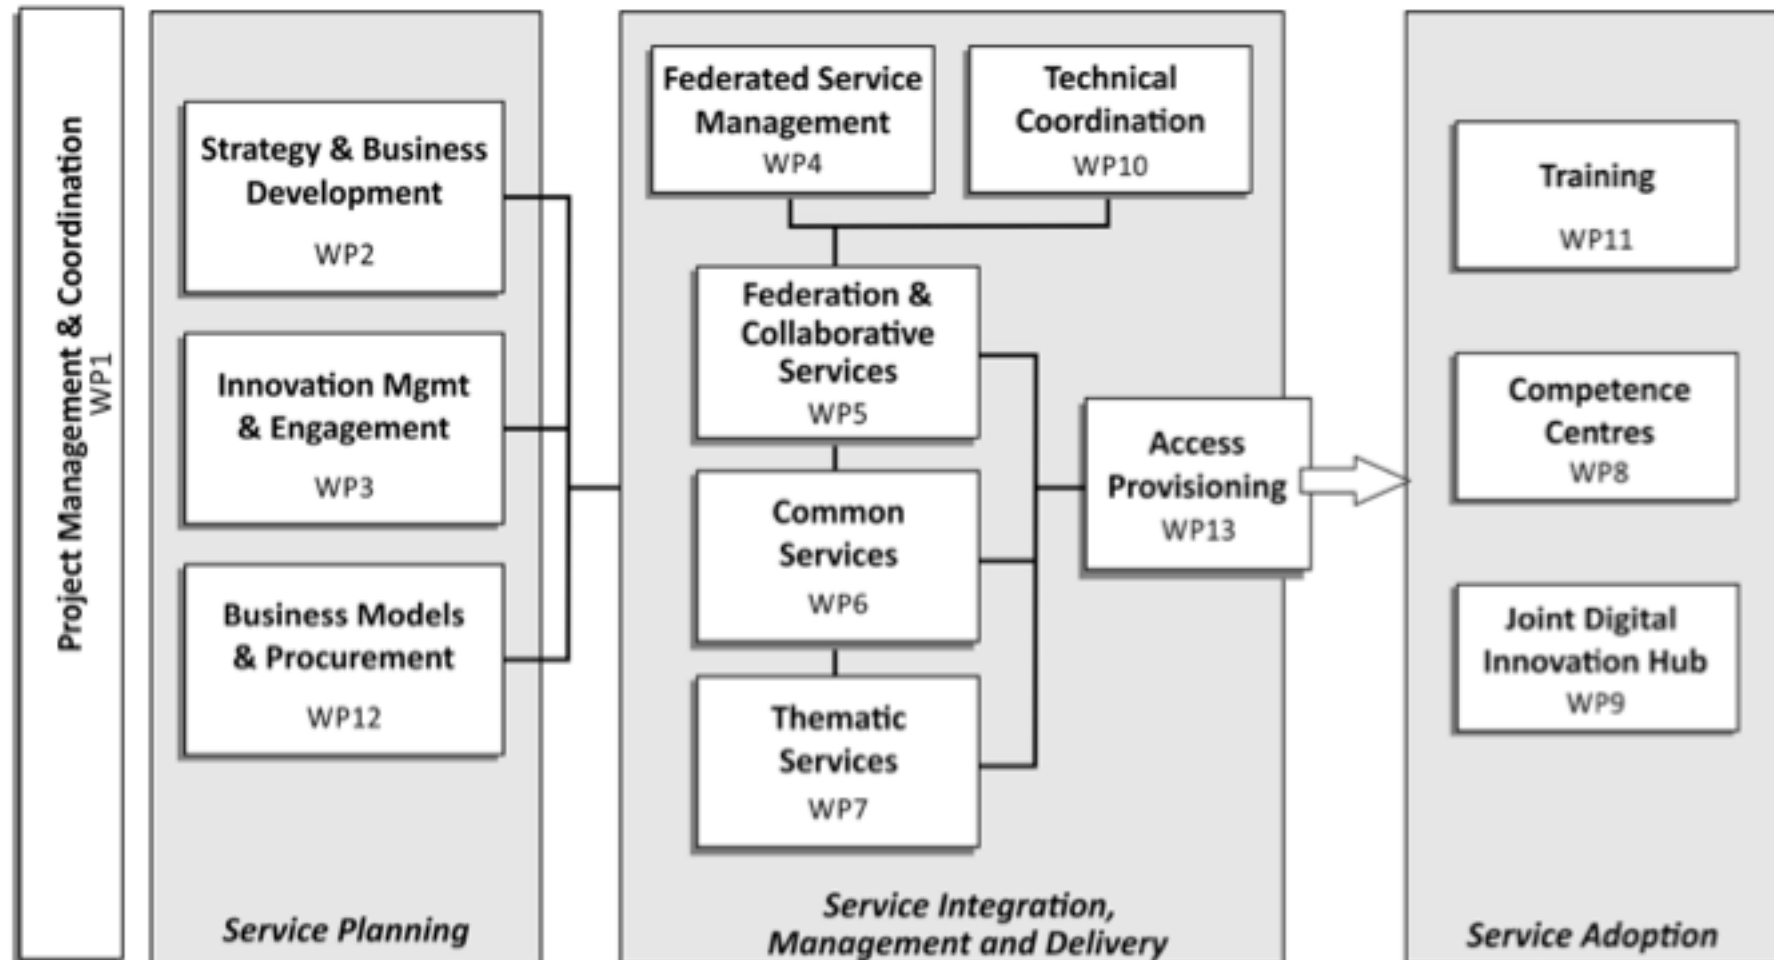 Project Management & Coordination
WP1
Strategy & Business
Development
WP2
Innovation Mgmt
& Engagement
WP3
Business Models
& Procurement
WP12
Service Planning
Federated Service
Management
WP4
Technical
Coordination
WP10
Federation &
Collaborative
Services
WP5
Common
Services
WP6
Thematic
Services
WP7
Access
Provisioning
WP13
Service Integration,
Management and Delivery
Training
WP11
Competence
Centres
WP8
Joint Digital
Innovation Hub
WP9
Service Adoption